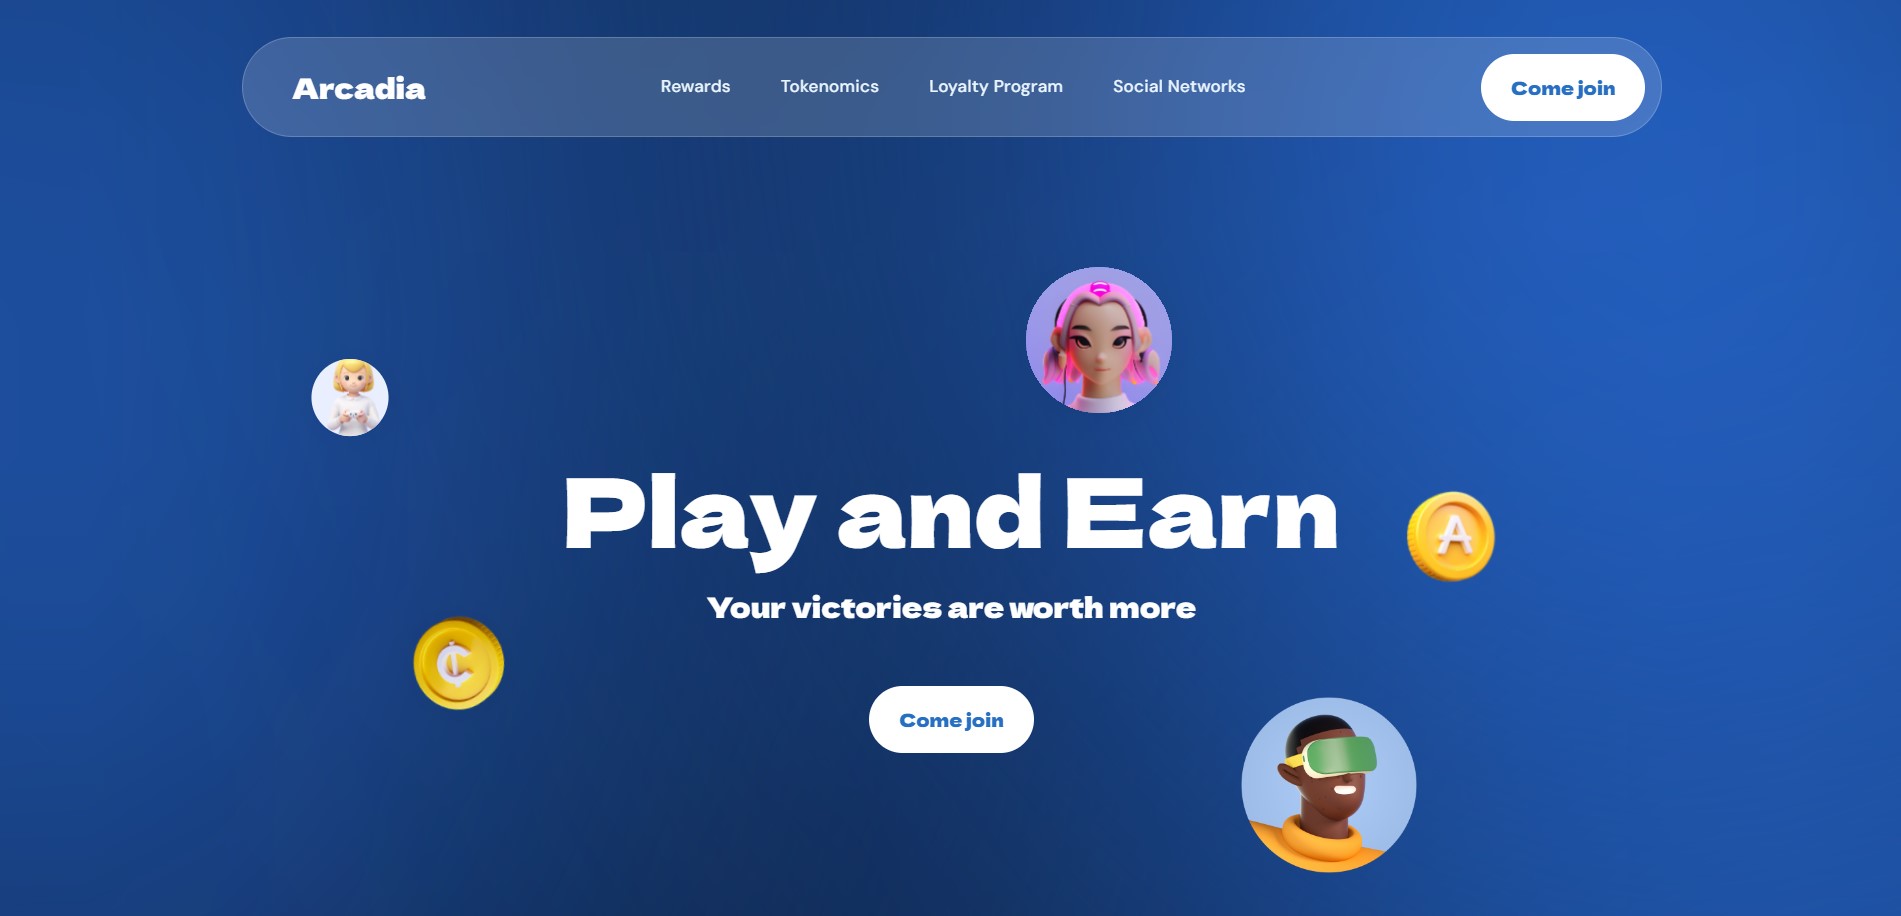 Arcadia
Rewards
Tokenomics
Loyalty Program
Social Networks
Come join
Play and Earn
A
Your victories are worth more
₵
Come join